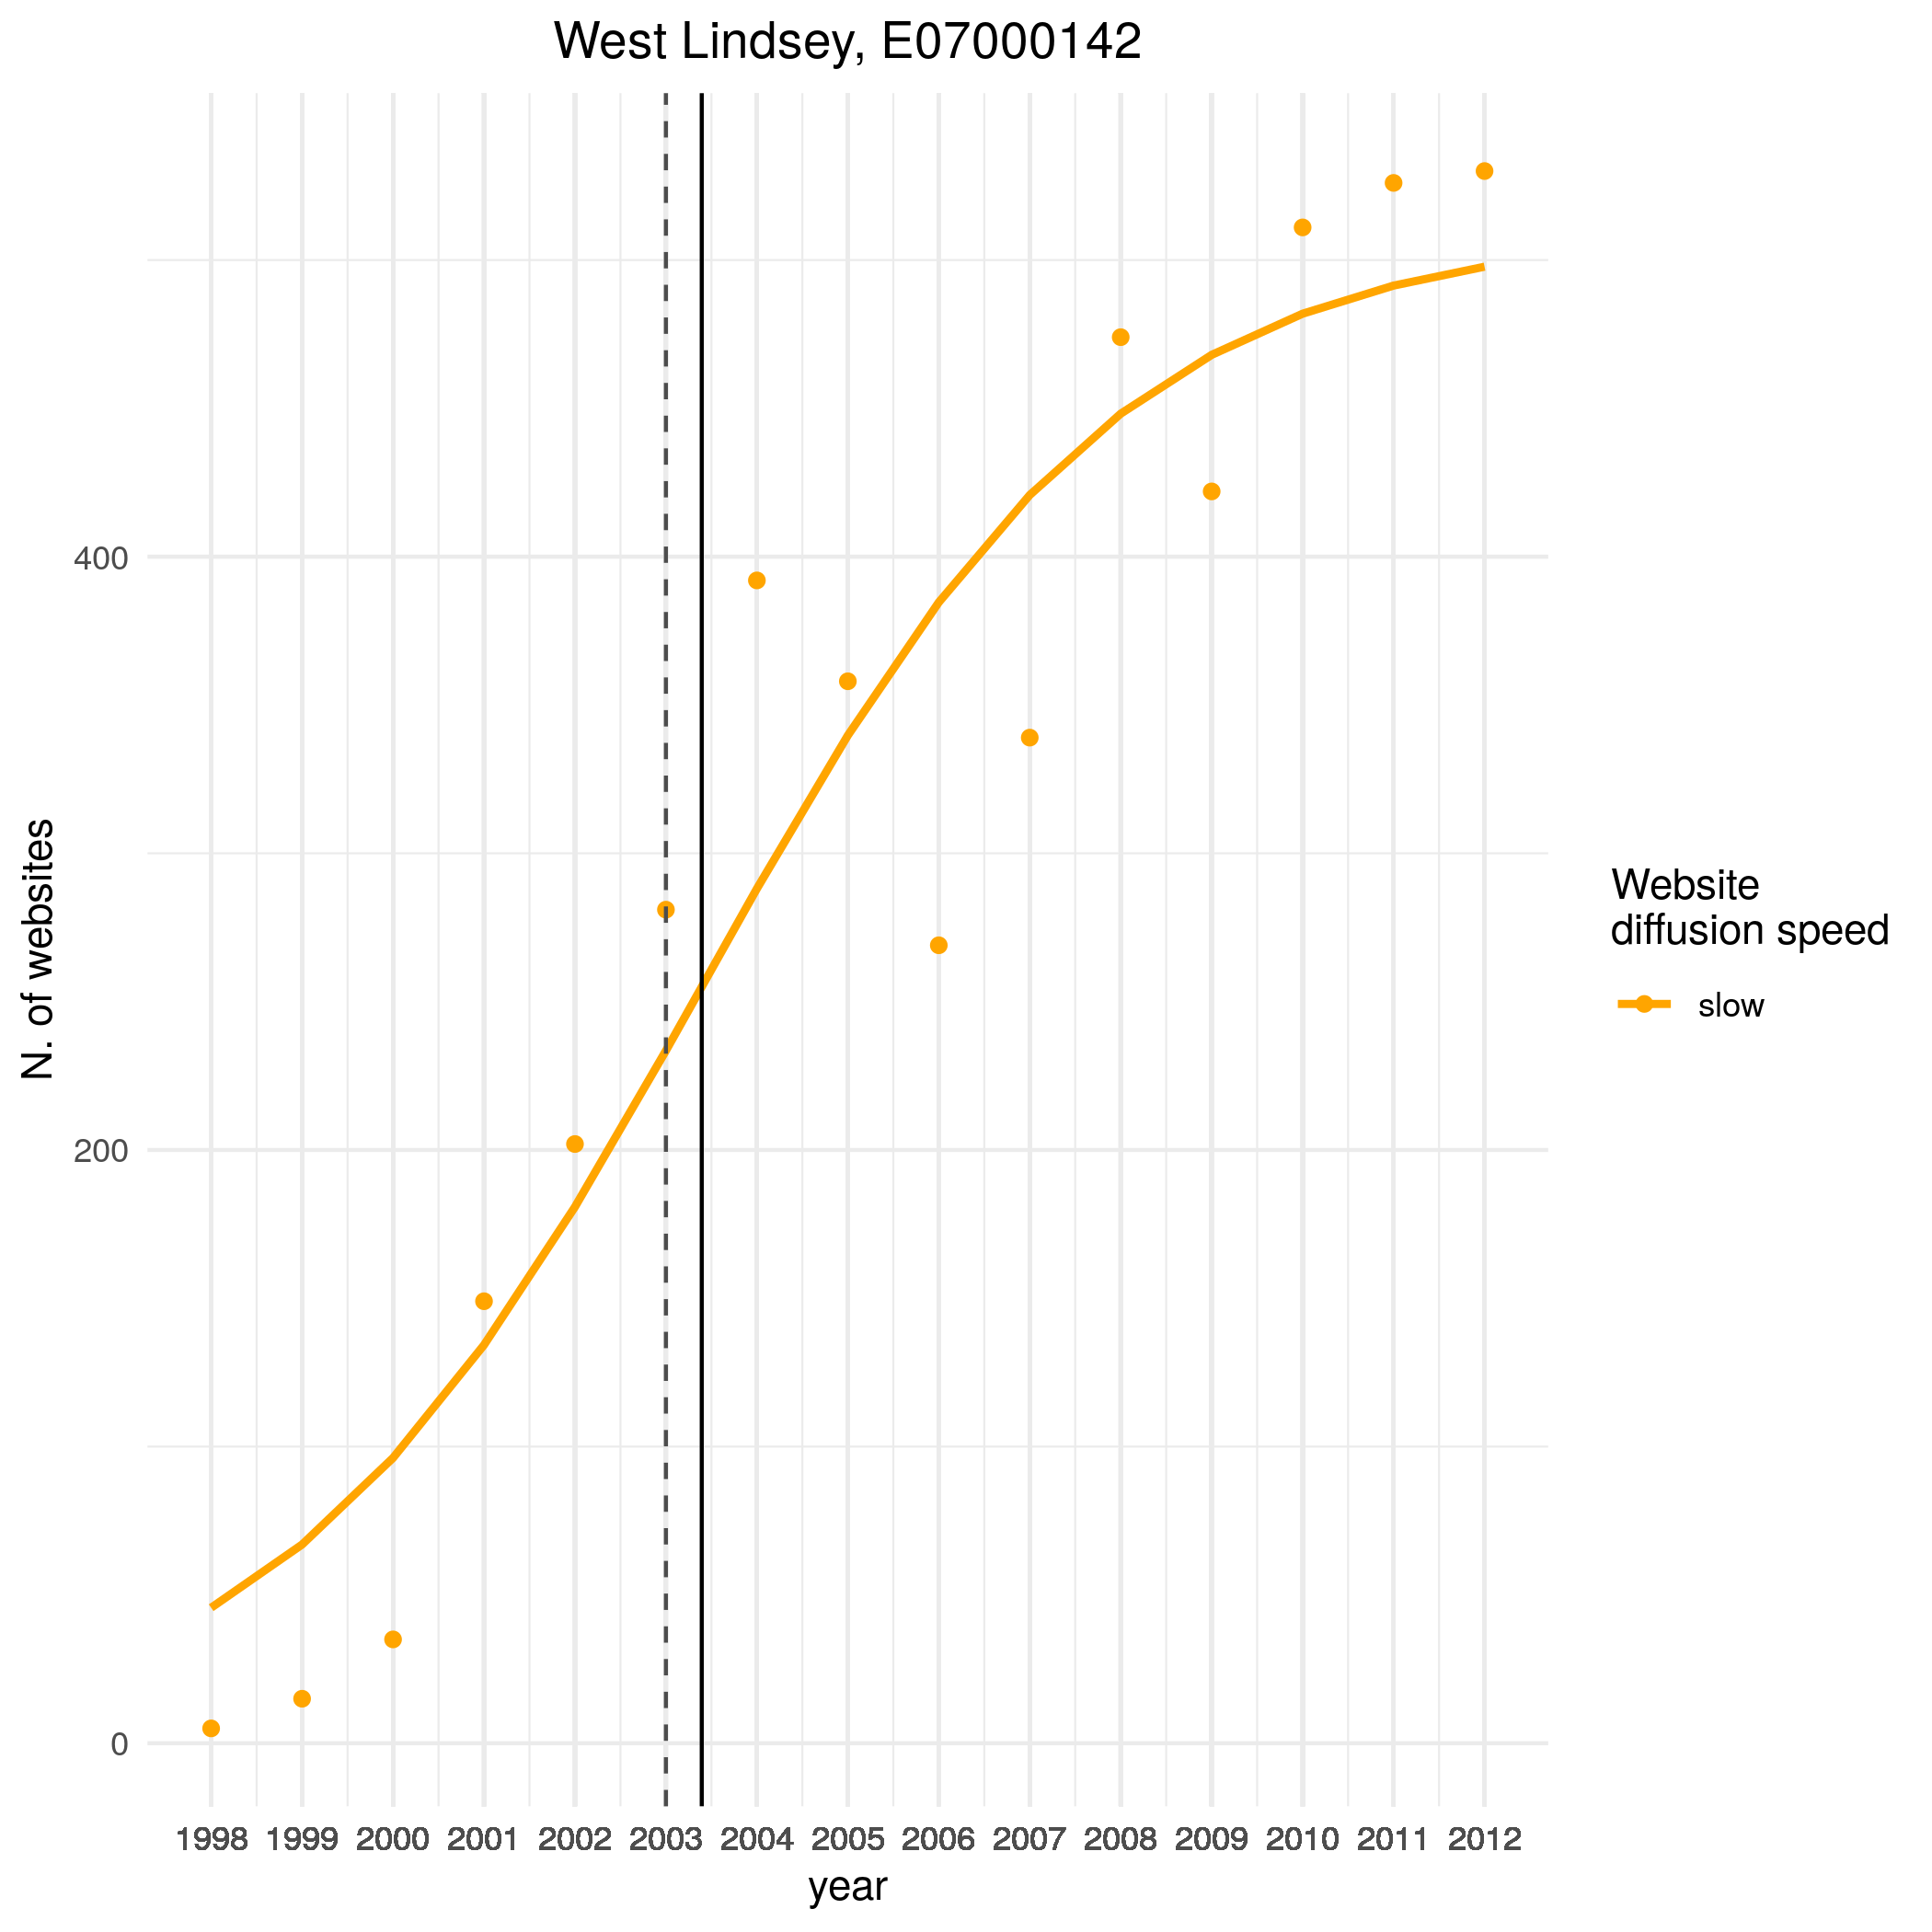 West Lindsey, E07000142
N. of websites
400
200
0
1998 1999 2000 2001 2002 2003 2004 2005 2006 2007 2008 2009 2010 2011 2012
year
Website
diffusion speed
slow